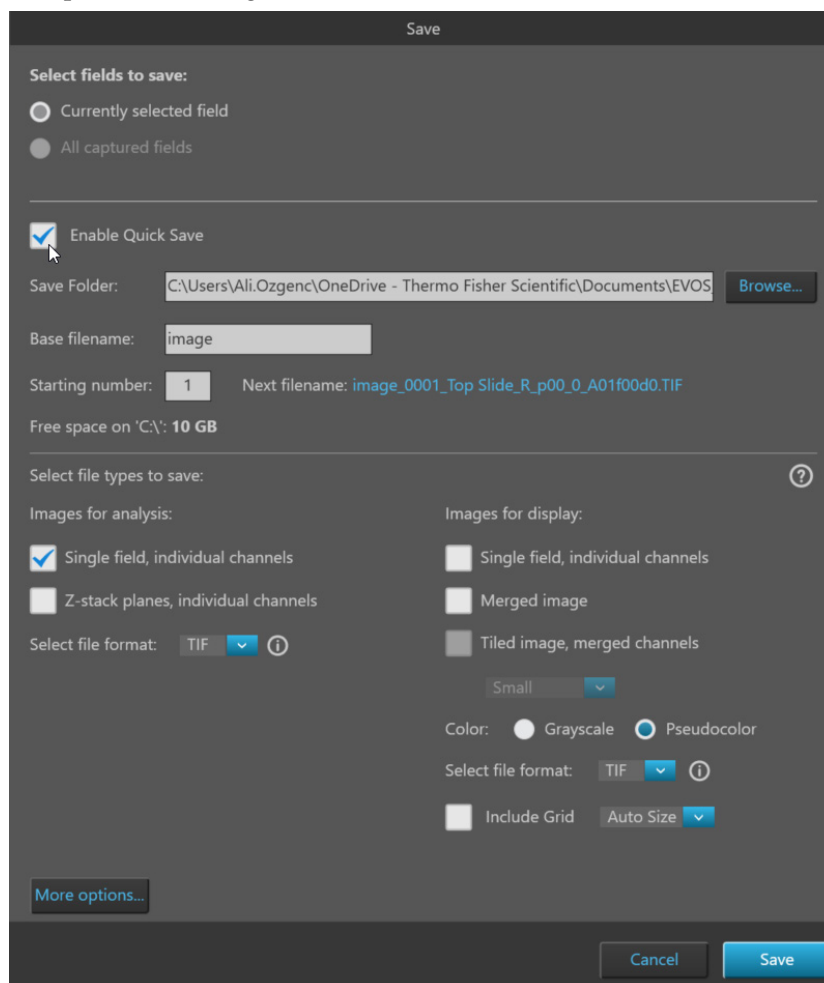 Save
Select fields to save:
Currently selected field
All captured fields
Enable Quick Save
Save Folder: C:\Users\Ali.Ozgenc\OneDrive - Thermo Fisher Scientific\Documents\EVOS Browse...
Base filename: image
Starting number: 1 Next filename: image_0001_Top Slide_R_p00_0_A01f00d0.TIF
Free space on 'C:\': 10 GB
Select file types to save:
Images for analysis:
Single field, individual channels
Z-stack planes, individual channels
Select file format: TIF
Images for display:
Single field, individual channels
Merged image
Tiled image, merged channels
Small
Color: Grayscale Pseudocolor
Select file format: TIF
Include Grid Auto Size
More options...
Cancel Save